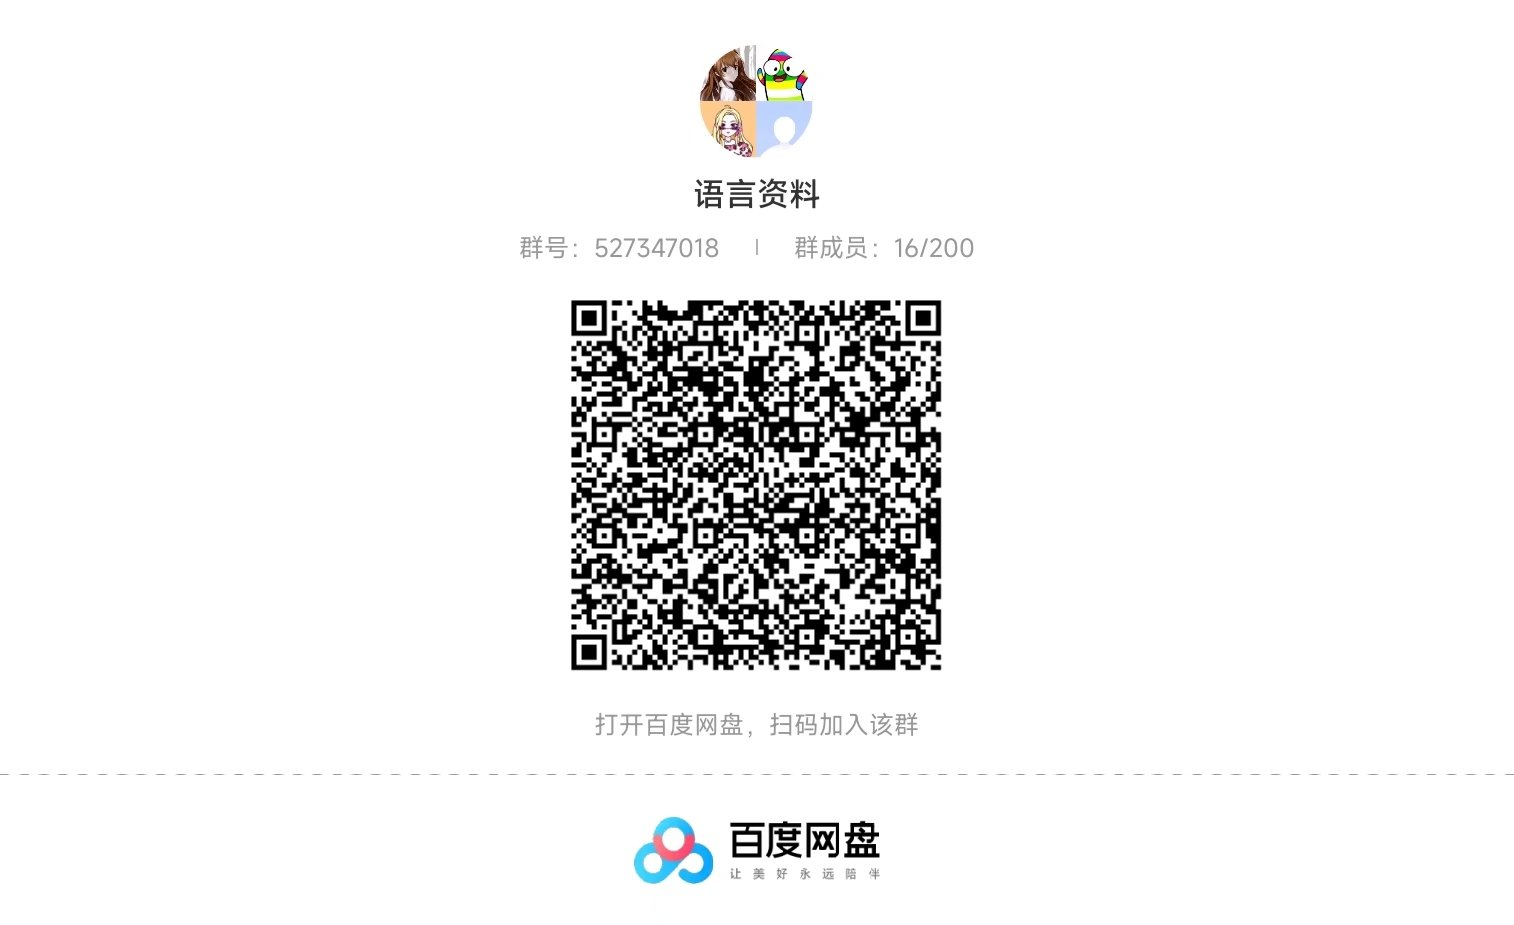 语言资料
群号：527347018 | 群成员：16/200
打开百度网盘，扫码加入该群
百度网盘
让美好永远陪伴